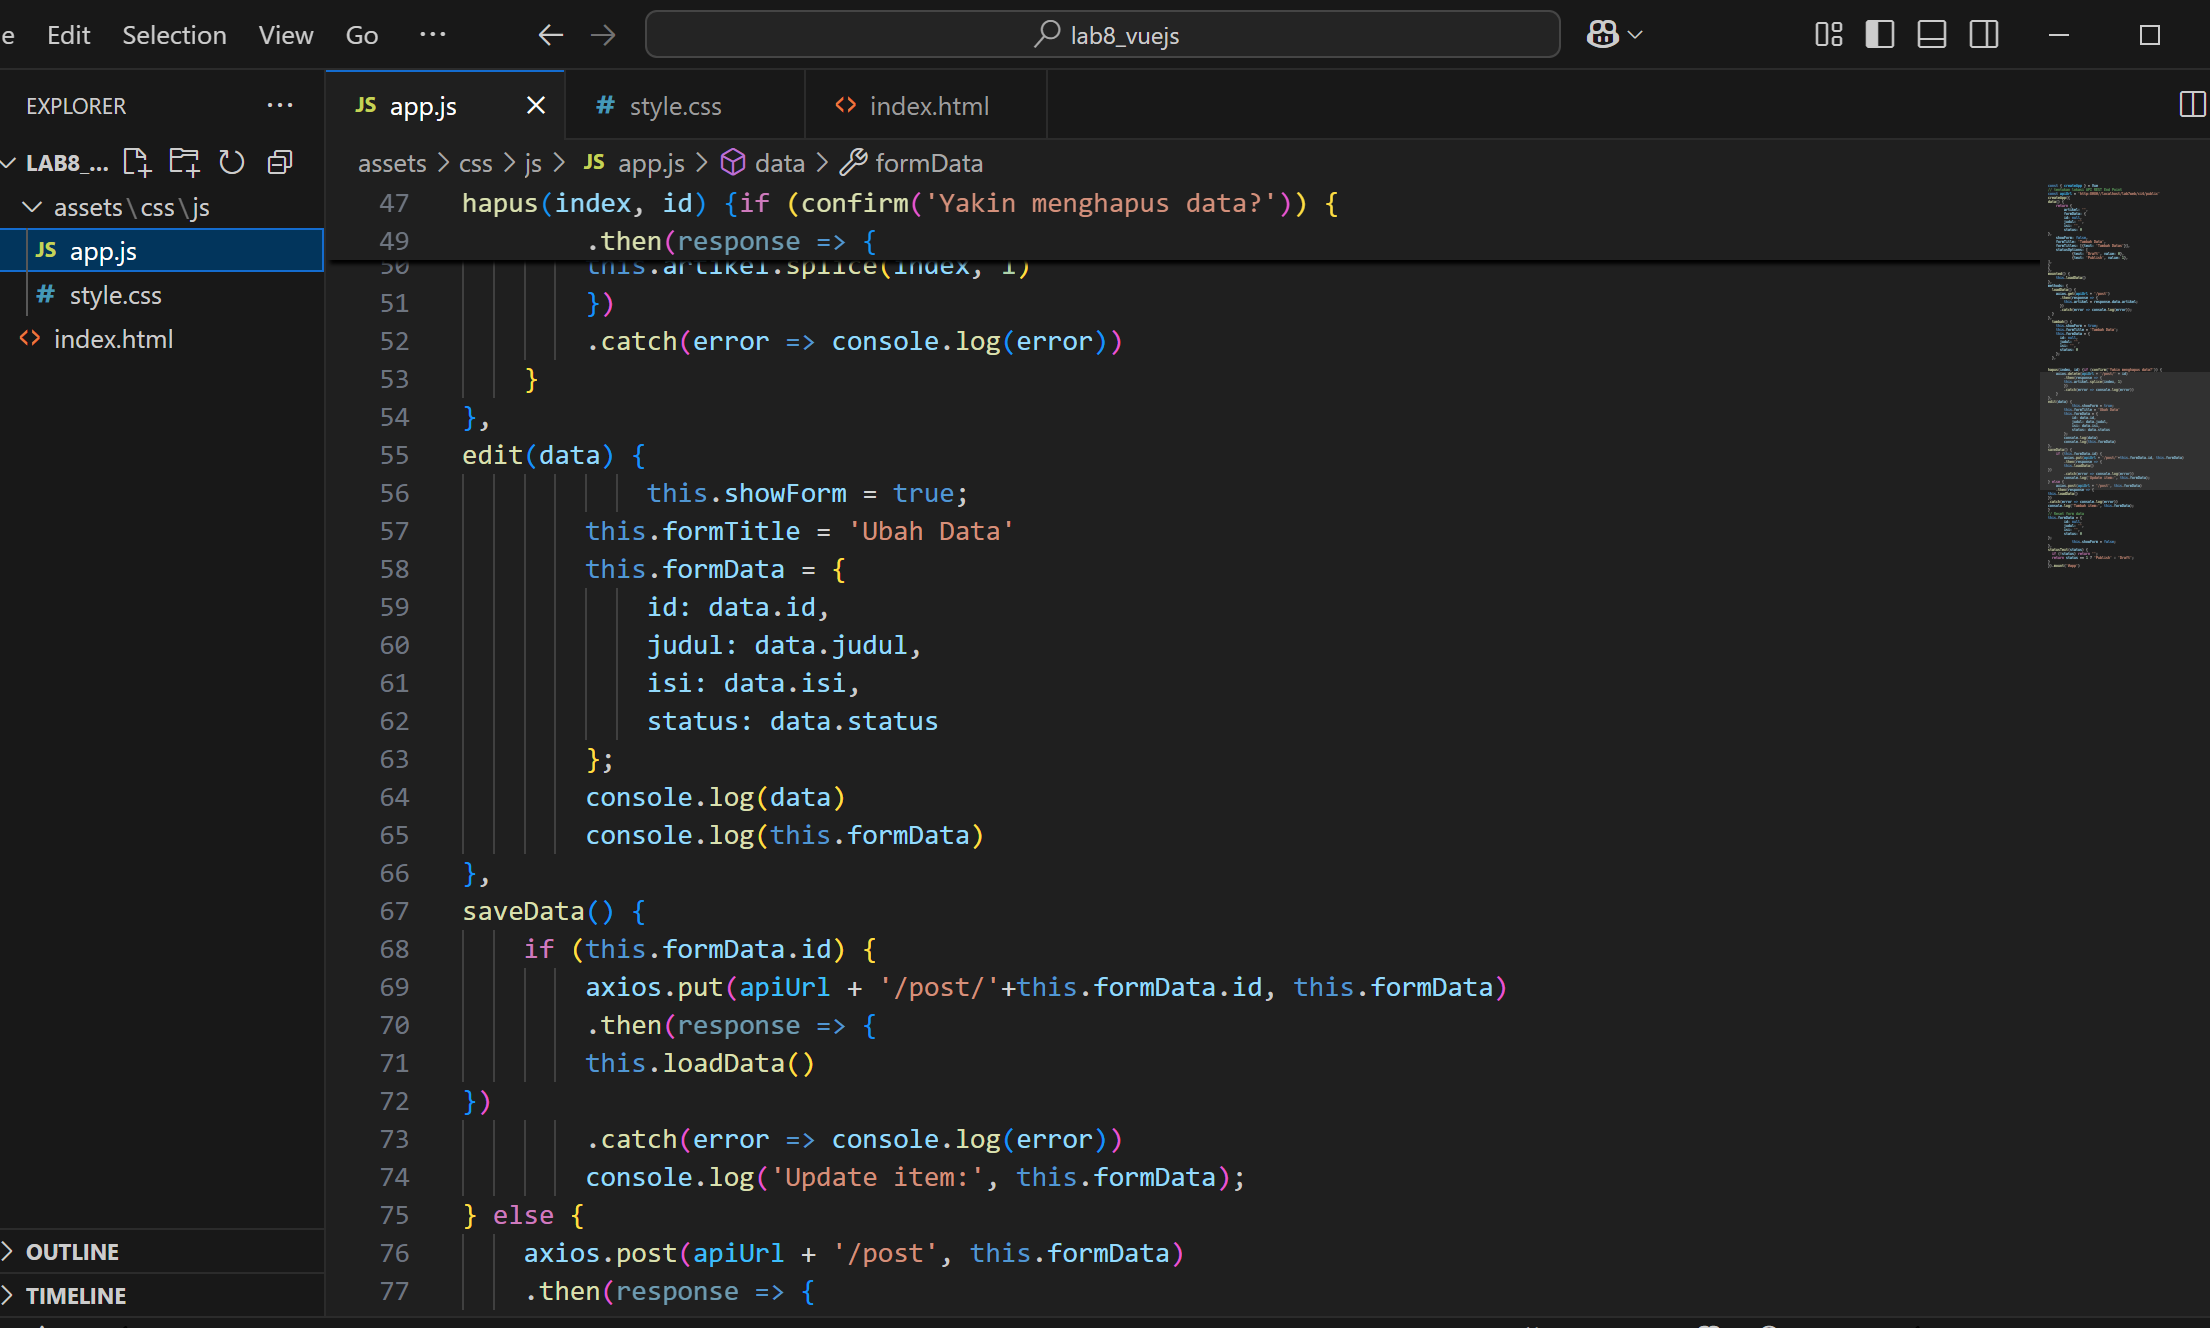 e Edit Selection View Go ··· lab8_vuejs
EXPLORER ···
LAB8_...
assets\css\js
JS app.js
# style.css
<> index.html
OUTLINE
TIMELINE
JS app.js # style.css <> index.html
assets > css > js > JS app.js > data > formData
47 hapus(index, id) {if (confirm('Yakin menghapus data?')) {
49 .then(response => {
50 this.artikel.splice(index, 1)
51 })
52 .catch(error => console.log(error))
53 }
54 },
55 edit(data) {
56 this.showForm = true;
57 this.formTitle = 'Ubah Data'
58 this.formData = {
59 id: data.id,
60 judul: data.judul,
61 isi: data.isi,
62 status: data.status
63 };
64 console.log(data)
65 console.log(this.formData)
66 },
67 saveData() {
68 if (this.formData.id) {
69 axios.put(apiUrl + '/post/'+this.formData.id, this.formData)
70 .then(response => {
71 this.loadData()
72 })
73 .catch(error => console.log(error))
74 console.log('Update item:', this.formData);
75 } else {
76 axios.post(apiUrl + '/post', this.formData)
77 .then(response => {